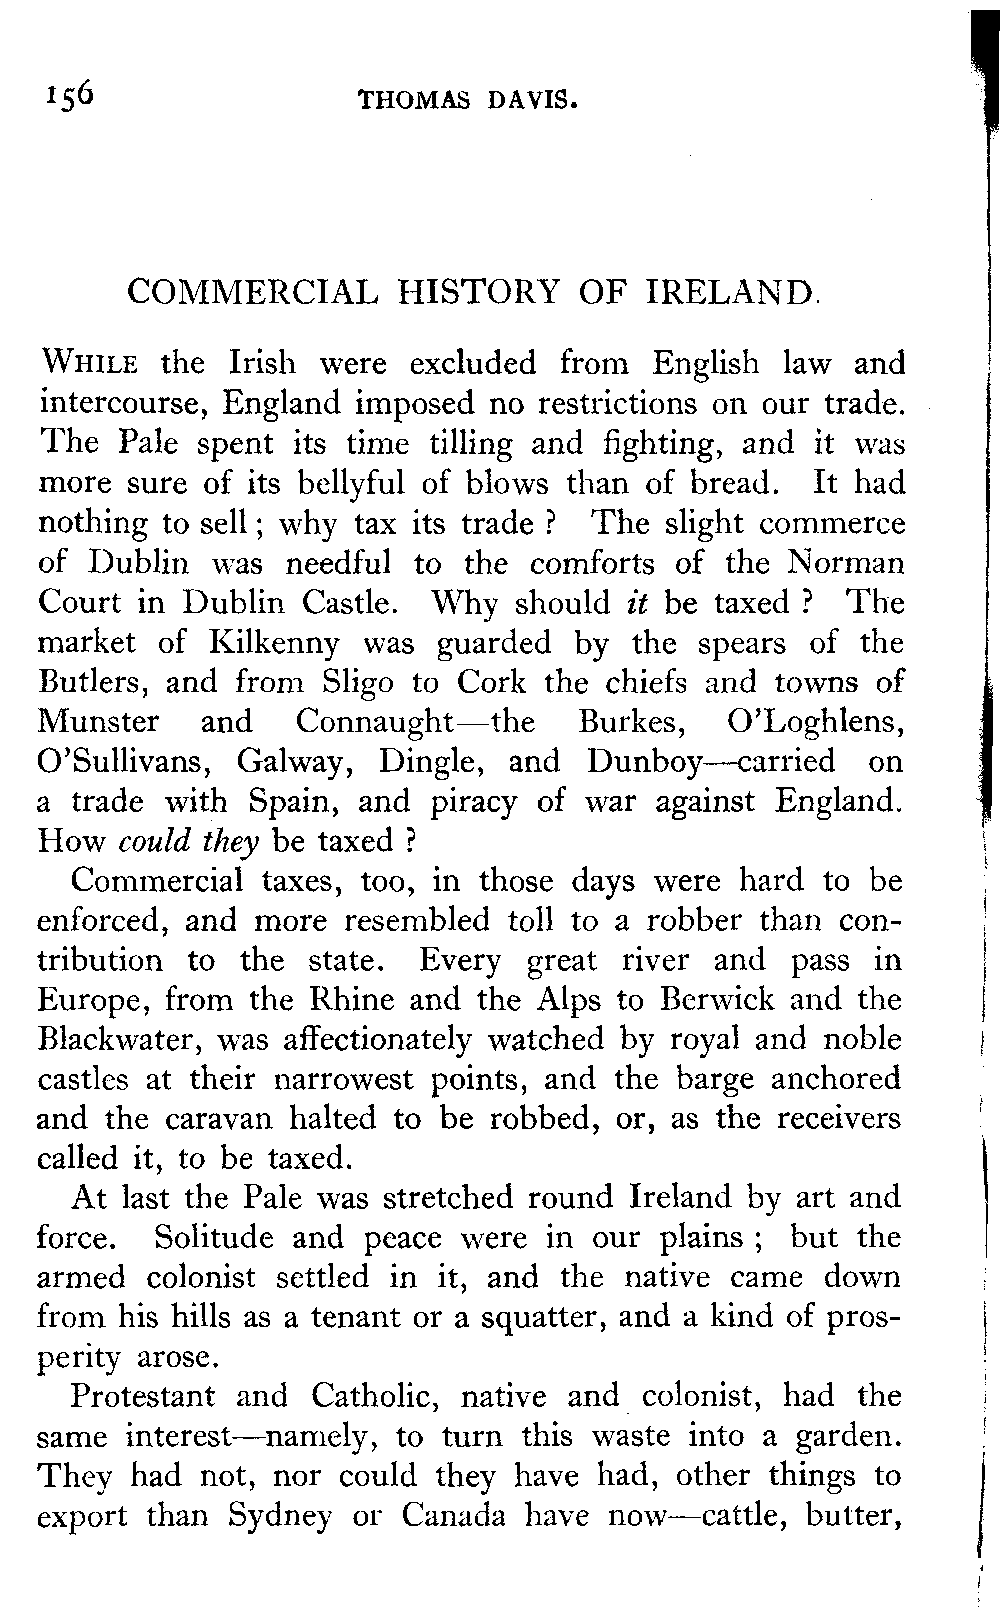 156 THOMAS DAVIS.
COMMERCIAL HISTORY OF IRELAND.
WHILE the Irish were excluded from English law and
intercourse, England imposed no restrictions on our trade.
The Pale spent its time tilling and fighting, and it was
more sure of its bellyful of blows than of bread. It had
nothing to sell ; why tax its trade ? The slight commerce
of Dublin was needful to the comforts of the Norman
Court in Dublin Castle. Why should it be taxed ? The
market of Kilkenny was guarded by the spears of the
Butlers, and from Sligo to Cork the chiefs and towns of
Munster and Connaught—the Burkes, O'Loghlens,
O'Sullivans, Galway, Dingle, and Dunboy—carried on
a trade with Spain, and piracy of war against England.
How could they be taxed ?
Commercial taxes, too, in those days were hard to be
enforced, and more resembled toll to a robber than con-
tribution to the state. Every great river and pass in
Europe, from the Rhine and the Alps to Berwick and the
Blackwater, was affectionately watched by royal and noble
castles at their narrowest points, and the barge anchored
and the caravan halted to be robbed, or, as the receivers
called it, to be taxed.
At last the Pale was stretched round Ireland by art and
force. Solitude and peace were in our plains ; but the
armed colonist settled in it, and the native came down
from his hills as a tenant or a squatter, and a kind of pros-
perity arose.
Protestant and Catholic, native and colonist, had the
same interest—namely, to turn this waste into a garden.
They had not, nor could they have had, other things to
export than Sydney or Canada have now—cattle, butter,